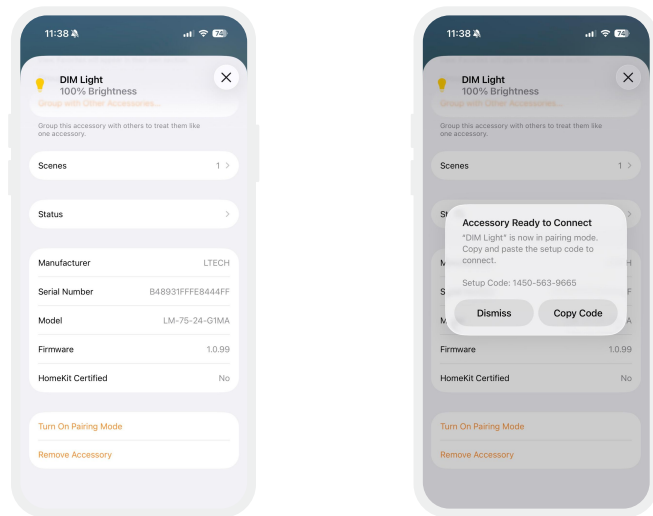 11:38
74
DIM Light
100% Brightness
Group with Other Accessories...
Group this accessory with others to treat them like
one accessory.
Scenes
1
Status
Manufacturer
LTECH
Serial Number
B48931FFFE8444FF
Model
LM-75-24-G1MA
Firmware
1.0.99
HomeKit Certified
No
Turn On Pairing Mode
Remove Accessory
11:38
74
DIM Light
100% Brightness
Group with Other Accessories...
Group this accessory with others to treat them like
one accessory.
Scenes
1
St
Accessory Ready to Connect
"DIM Light" is now in pairing mode.
Copy and paste the setup code to
connect.
Setup Code: 1450-563-9665
Dismiss
Copy Code
M
H
S
F
M
A
Firmware
1.0.99
HomeKit Certified
No
Turn On Pairing Mode
Remove Accessory